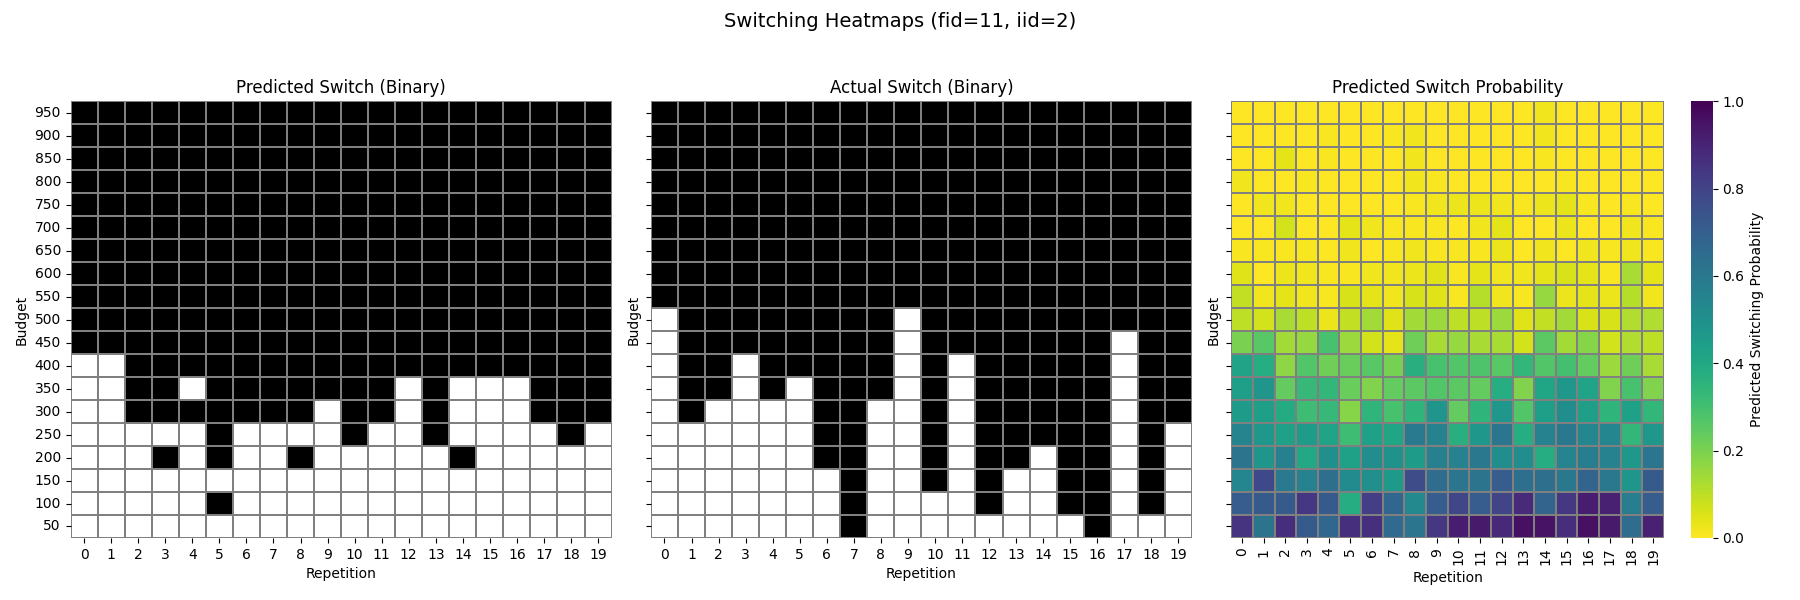 Switching Heatmaps (fid=11, iid=2)
Predicted Switch (Binary)
Actual Switch (Binary)
Predicted Switch Probability
Budget
950
900
850
800
750
700
650
600
550
500
450
400
350
300
250
200
150
100
50
0 1 2 3 4 5 6 7 8 9 10 11 12 13 14 15 16 17 18 19
Repetition
Budget
0 1 2 3 4 5 6 7 8 9 10 11 12 13 14 15 16 17 18 19
Repetition
Budget
0 1 2 3 4 5 6 7 8 9 10 11 12 13 14 15 16 17 18 19
Repetition
1.0
0.8
0.6
0.4
0.2
0.0
Predicted Switching Probability